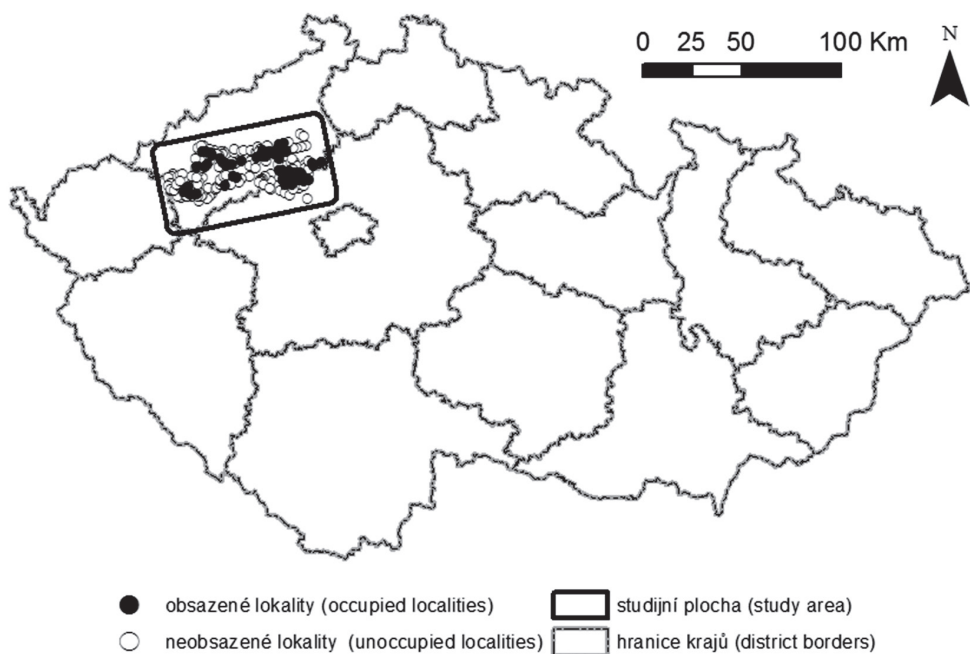 0 25 50 100 Km
N
obsazené lokality (occupied localities)
neobsazené lokality (unoccupied localities)
studijní plocha (study area)
hranice krajů (district borders)